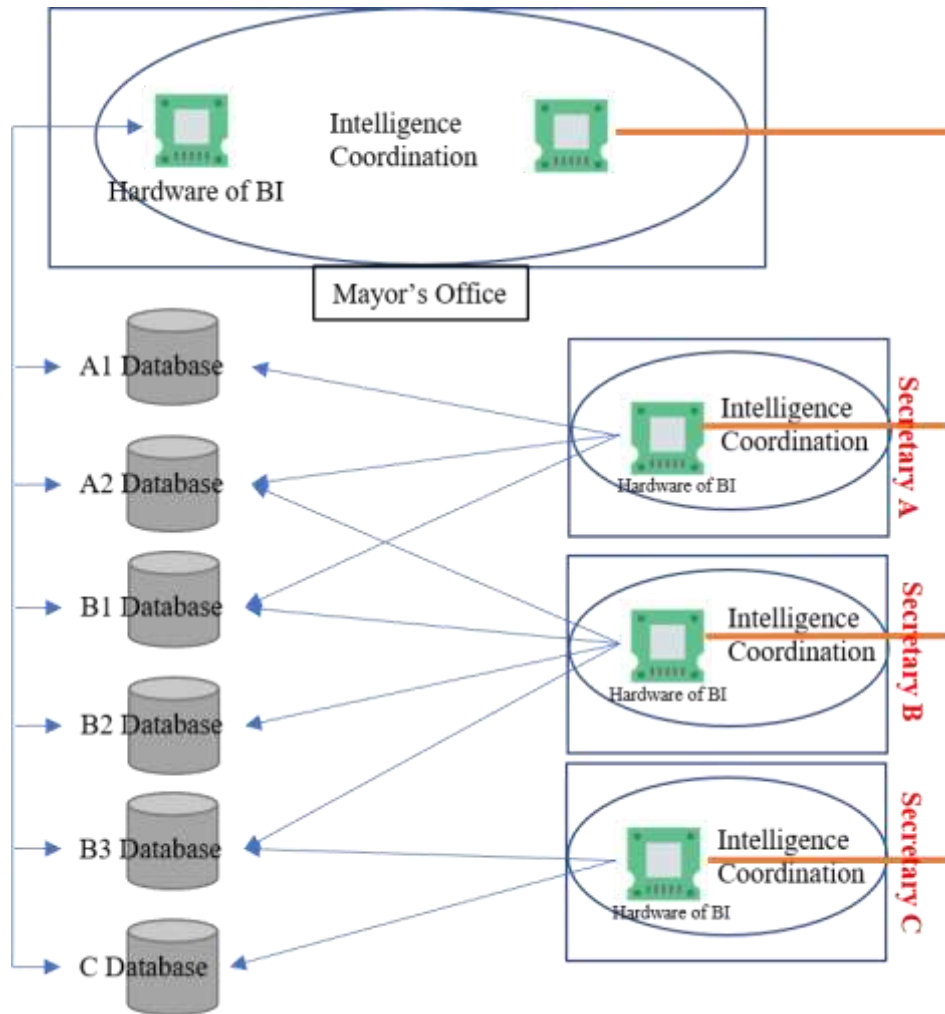 Intelligence
Coordination
Hardware of BI
Mayor's Office
A1 Database
A2 Database
B1 Database
B2 Database
B3 Database
C Database
Intelligence
Coordination
Hardware of BI
Secretary A
Intelligence
Coordination
Hardware of BI
Secretary B
Intelligence
Coordination
Hardware of BI
Secretary C